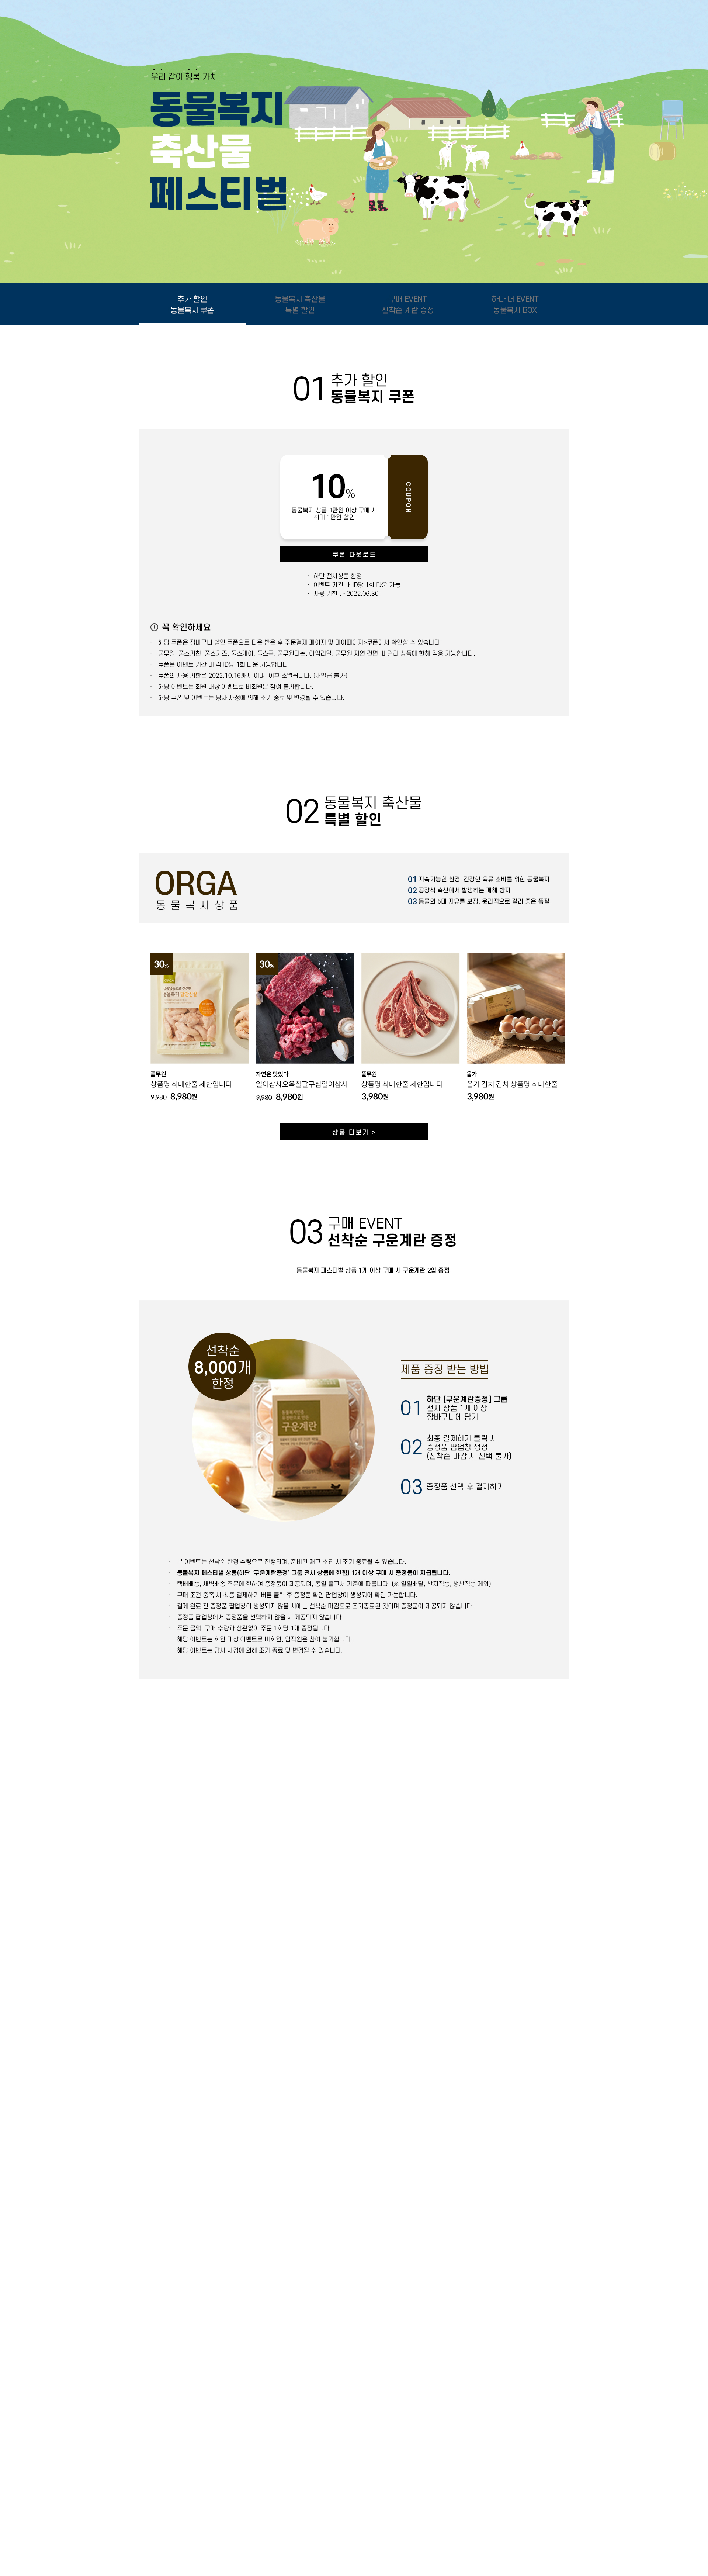 우리 같이 행복 가치
동물복지
축산물
페스티벌
추가 할인
동물복지 쿠폰
동물복지 축산물
특별 할인
구매 EVENT
선착순 계란 증정
하나 더 EVENT
동물복지 BOX
01 추가 할인
동물복지 쿠폰
10%
동물복지 상품 1만원 이상 구매 시
최대 1만원 할인
COUPON
쿠폰 다운로드
· 하단 전시상품 한정
· 이벤트 기간 내 ID당 1회 다운 가능
· 사용 기한 : ~2022.06.30
꼭 확인하세요
· 해당 쿠폰은 장바구니 할인 쿠폰으로 다운 받은 후 주문결제 페이지 및 마이페이지>쿠폰에서 확인할 수 있습니다.
· 풀무원, 풀스키친, 풀스키즈, 풀스케어, 풀스쿡, 풀무원다논, 아임리얼, 풀무원 자연 건면, 바릴라 상품에 한해 적용 가능합니다.
· 쿠폰은 이벤트 기간 내 각 ID당 1회 다운 가능합니다.
· 쿠폰의 사용 기한은 2022.10.16까지 이며, 이후 소멸됩니다. (재발급 불가)
· 해당 이벤트는 회원 대상 이벤트로 비회원은 참여 불가합니다.
· 해당 쿠폰 및 이벤트는 당사 사정에 의해 조기 종료 및 변경될 수 있습니다.
02 동물복지 축산물
특별 할인
ORGA
동물복지상품
01 지속가능한 환경, 건강한 육류 소비를 위한 동물복지
02 공장식 축산에서 발생하는 폐해 방지
03 동물의 5대 자유를 보장, 윤리적으로 길러 좋은 품질
30%
30%
동물복지
풀무원
상품명 최대한줄 제한입니다
9,980 8,980원
자연은 맛있다
일이삼사오육칠팔구십일이삼사
9,980 8,980원
풀무원
상품명 최대한줄 제한입니다
3,980원
올가
올가 김치 김치 상품명 최대한줄
3,980원
상품 더보기 >
03 구매 EVENT
선착순 구운계란 증정
동물복지 페스티벌 상품 1개 이상 구매 시 구운계란 2입 증정
선착순
8,000개
한정
구운계란
제품 증정 받는 방법
01 하단 [구운계란증정] 그룹
전시 상품 1개 이상
장바구니에 담기
02 최종 결제하기 클릭 시
증정품 팝업창 생성
(선착순 마감 시 선택 불가)
03 증정품 선택 후 결제하기
· 본 이벤트는 선착순 한정 수량으로 진행되며, 준비된 재고 소진 시 조기 종료될 수 있습니다.
· 동물복지 페스티벌 상품(하단 '구운계란증정' 그룹 전시 상품에 한함) 1개 이상 구매 시 증정품이 지급됩니다.
· 택배배송, 새벽배송 주문에 한하여 증정품이 제공되며, 동일 출고처 기준에 따릅니다. (※ 일일배달, 산지직송, 생산직송 제외)
· 구매 조건 충족 시 최종 결제하기 버튼 클릭 후 증정품 확인 팝업창이 생성되어 확인 가능합니다.
· 결제 완료 전 증정품 팝업창이 생성되지 않을 시에는 선착순 마감으로 조기종료된 것이며 증정품이 제공되지 않습니다.
· 증정품 팝업창에서 증정품을 선택하지 않을 시 제공되지 않습니다.
· 주문 금액, 구매 수량과 상관없이 주문 1회당 1개 증정됩니다.
· 해당 이벤트는 회원 대상 이벤트로 비회원, 임직원은 참여 불가합니다.
· 해당 이벤트는 당사 사정에 의해 조기 종료 및 변경될 수 있습니다.